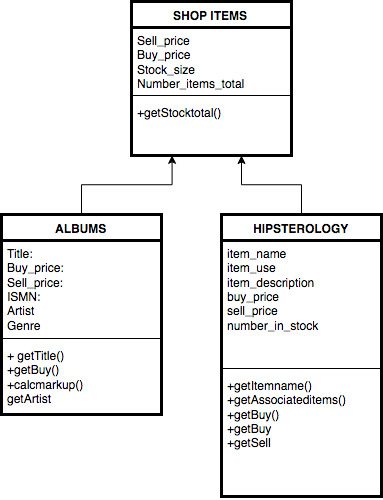 SHOP ITEMS
Sell_price
Buy_price
Stock_size
Number_items_total
+getStocktotal()
ALBUMS
Title:
Buy_price:
Sell_price:
ISMN:
Artist
Genre
+ getTitle()
+getBuy()
+calcmarkup()
getArtist
HIPSTEROLOGY
item_name
item_use
item_description
buy_price
sell_price
number_in_stock
+getItemname()
+getAssociateditems()
+getBuy()
+getBuy
+getSell